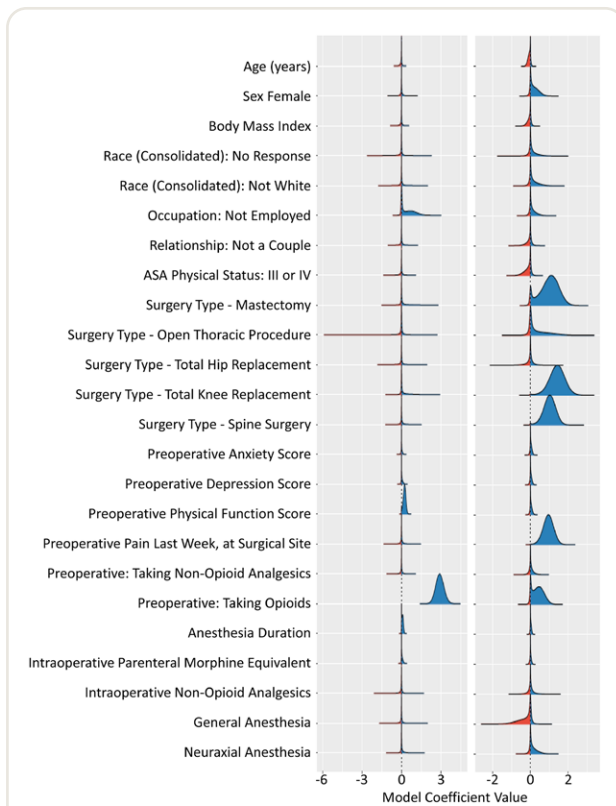 Age (years)
Sex Female
Body Mass Index
Race (Consolidated): No Response
Race (Consolidated): Not White
Occupation: Not Employed
Relationship: Not a Couple
ASA Physical Status: III or IV
Surgery Type - Mastectomy
Surgery Type - Open Thoracic Procedure
Surgery Type - Total Hip Replacement
Surgery Type - Total Knee Replacement
Surgery Type - Spine Surgery
Preoperative Anxiety Score
Preoperative Depression Score
Preoperative Physical Function Score
Preoperative Pain Last Week, at Surgical Site
Preoperative: Taking Non-Opioid Analgesics
Preoperative: Taking Opioids
Anesthesia Duration
Intraoperative Parenteral Morphine Equivalent
Intraoperative Non-Opioid Analgesics
General Anesthesia
Neuraxial Anesthesia
-6 -3 0 3 -2 0 2
Model Coefficient Value